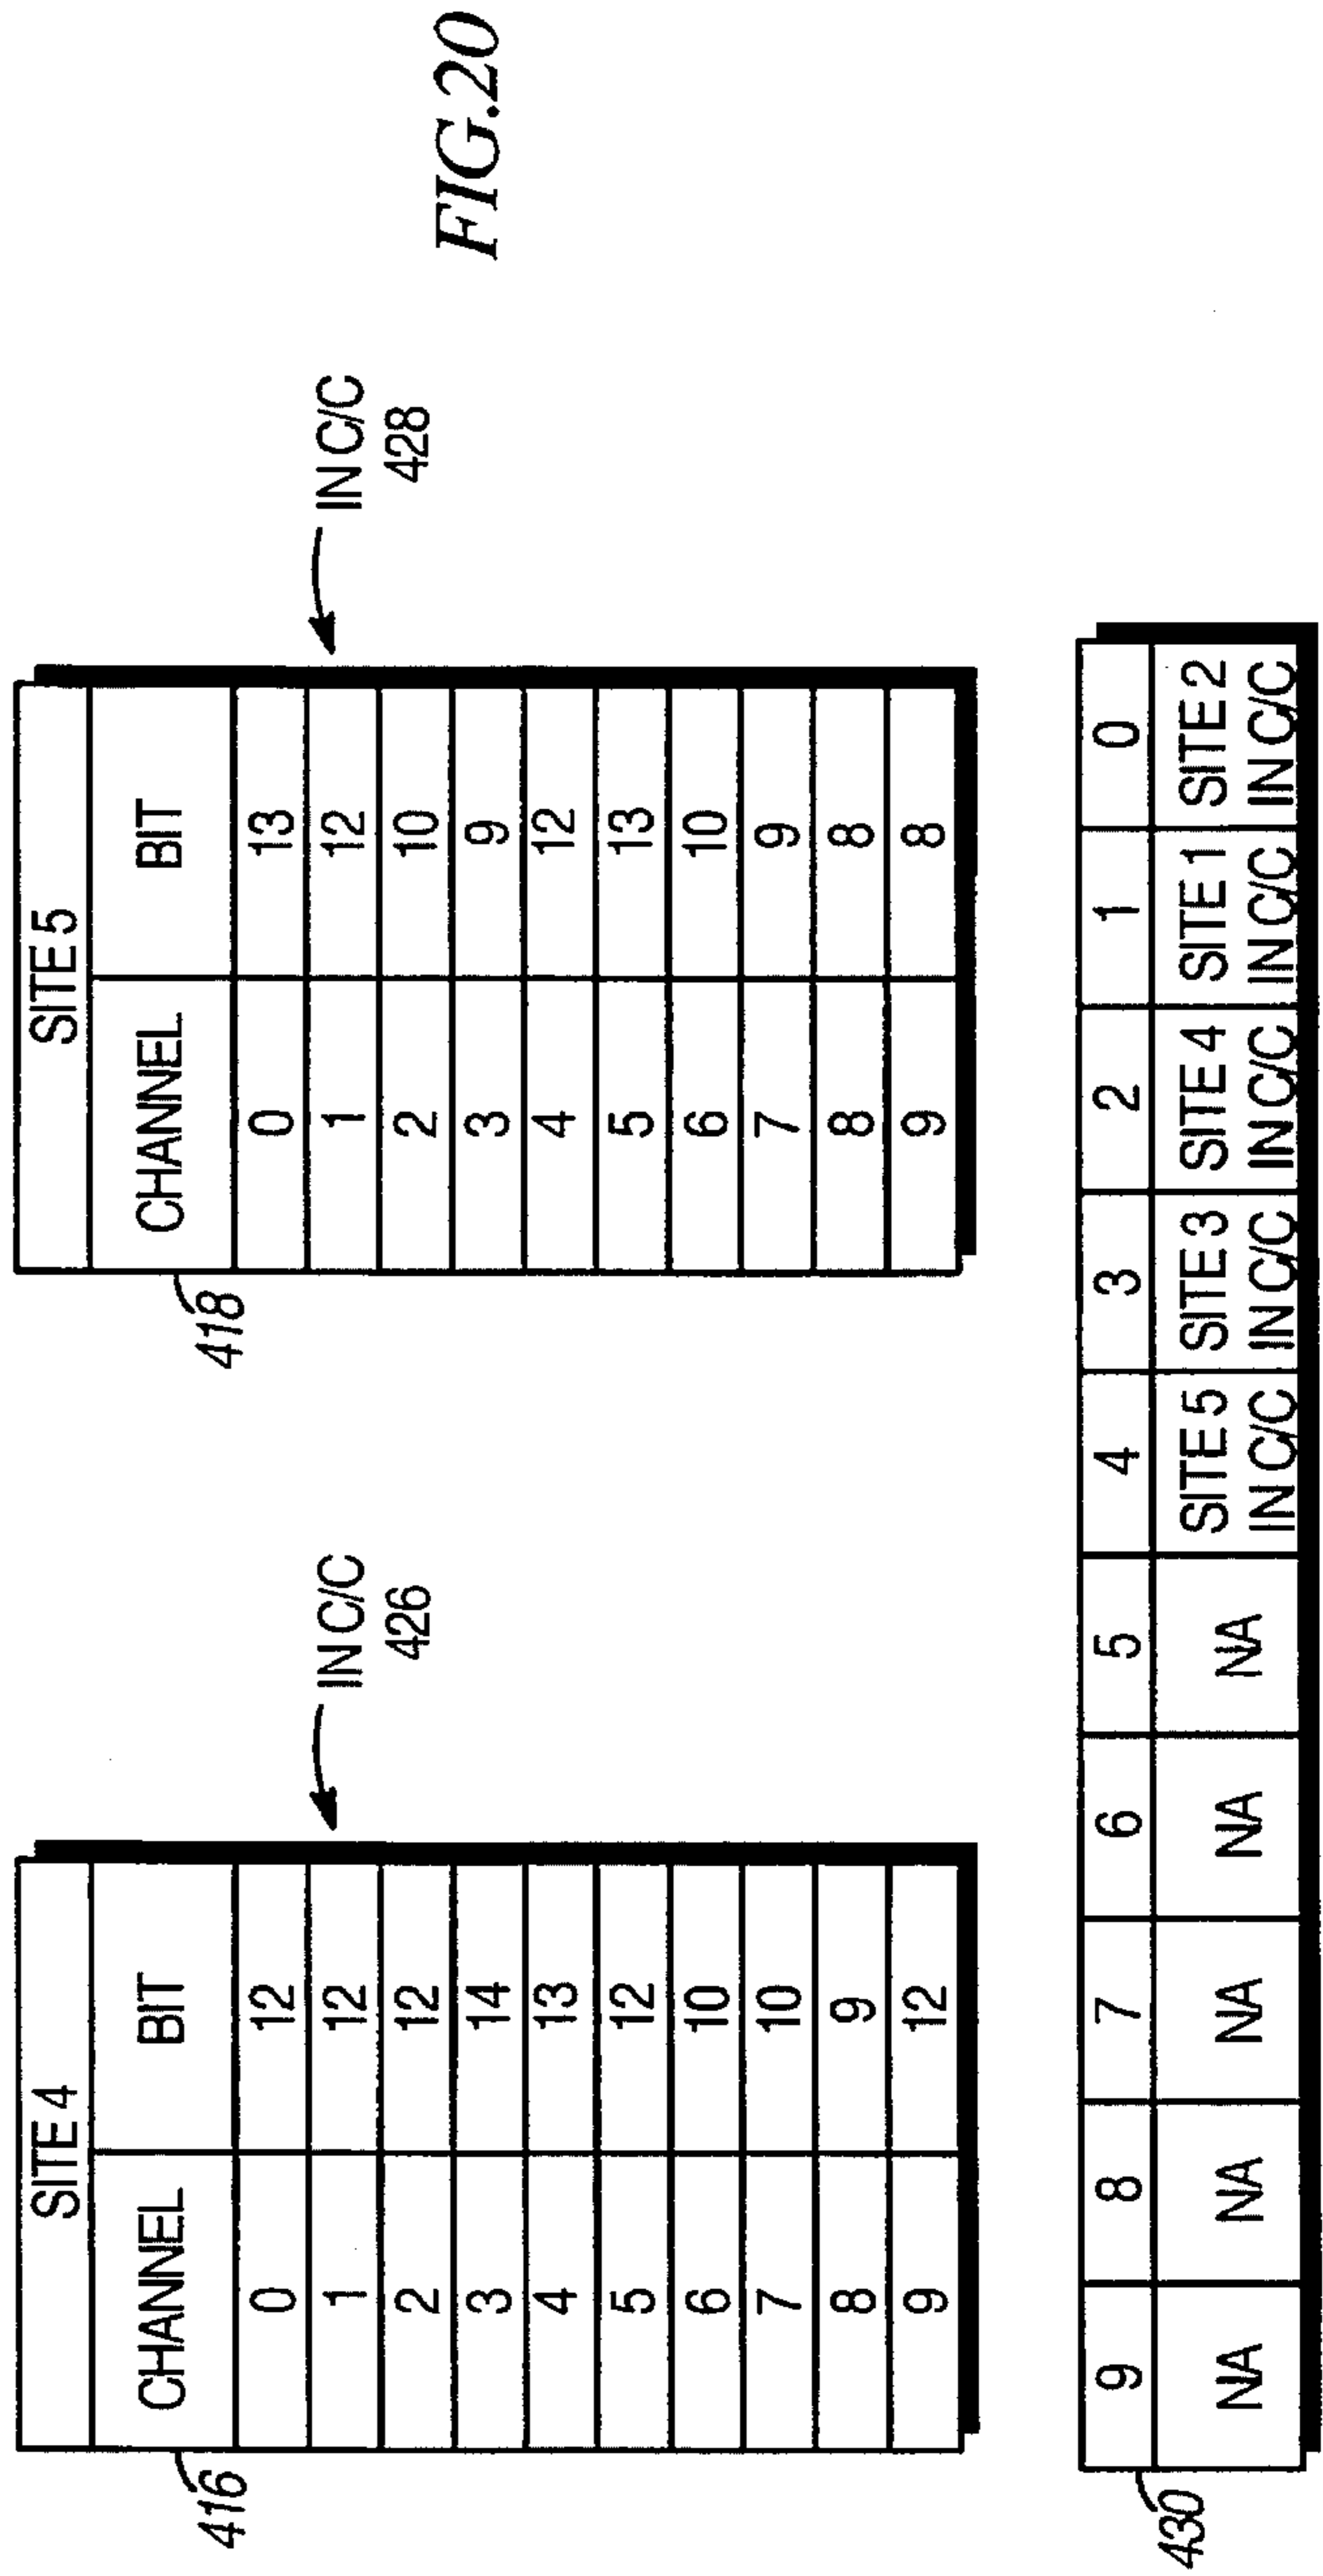 SITE 4
CHANNEL BIT
0 12
1 12
2 12
3 14
4 13
5 12
6 10
7 10
8 9
9 12
416
IN C/C
426
SITE 5
CHANNEL BIT
0 13
1 12
2 10
3 9
4 12
5 13
6 10
7 9
8 8
9 8
418
IN C/C
428
9 8 7 6 5 4 3 2 1 0
NA NA NA NA NA SITE 5 SITE 3 SITE 4 SITE 1 SITE 2
IN C/C IN C/C IN C/C IN C/C IN C/C
430
FIG.20